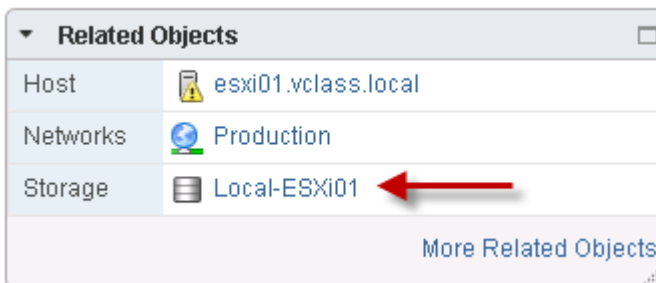 Related Objects
Host esxi01.vclass.local
Networks Production
Storage Local-ESXi01
More Related Objects